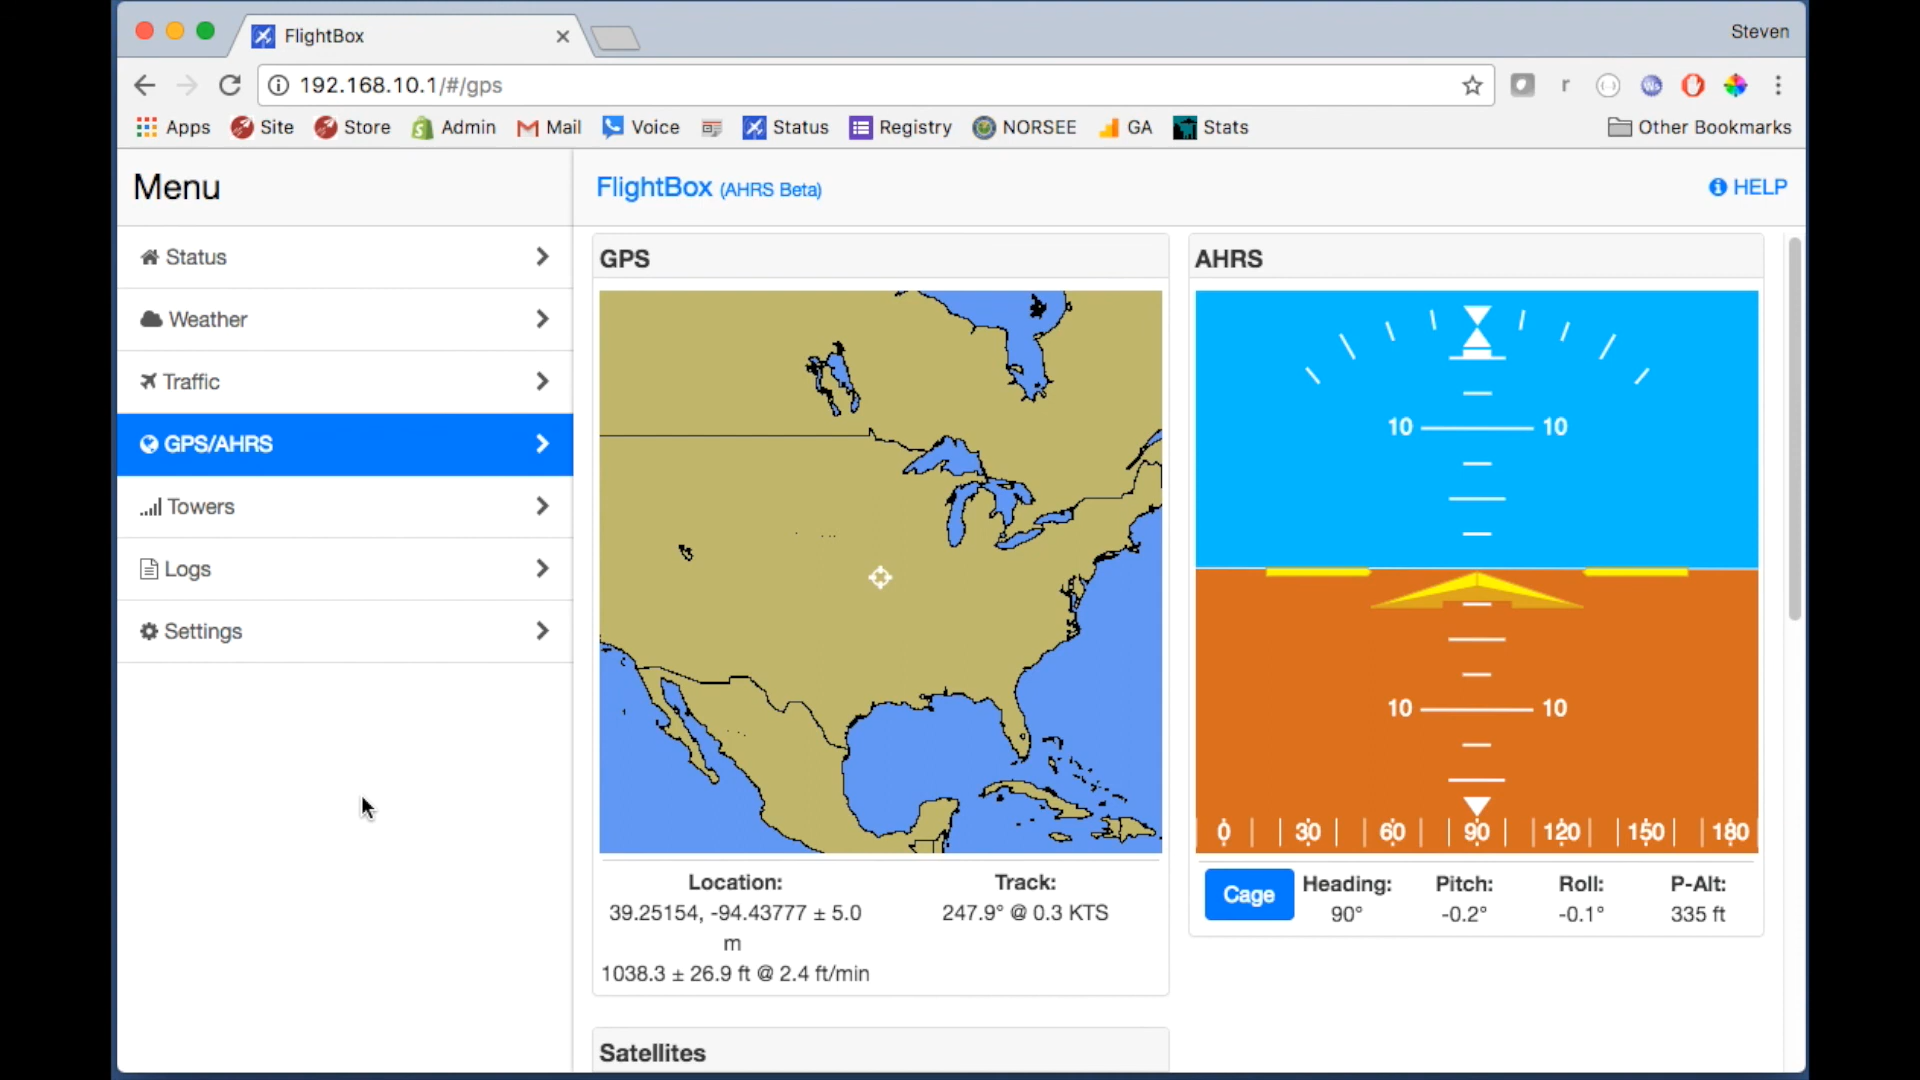 FlightBox
Steven
192.168.10.1/#/gps
Apps Site Store Admin Mail Voice Status Registry NORSEE GA Stats Other Bookmarks
Menu
FlightBox (AHRS Beta)
HELP
Status
Weather
Traffic
GPS/AHRS
Towers
Logs
Settings
GPS
Location:
39.25154, -94.43777 ± 5.0
m
1038.3 ± 26.9 ft @ 2.4 ft/min
Track:
247.9° @ 0.3 KTS
AHRS
10 10
10 10
0 30 60 90 120 150 180
Cage
Heading: Pitch: Roll: P-Alt:
90° -0.2° -0.1° 335 ft
Satellites